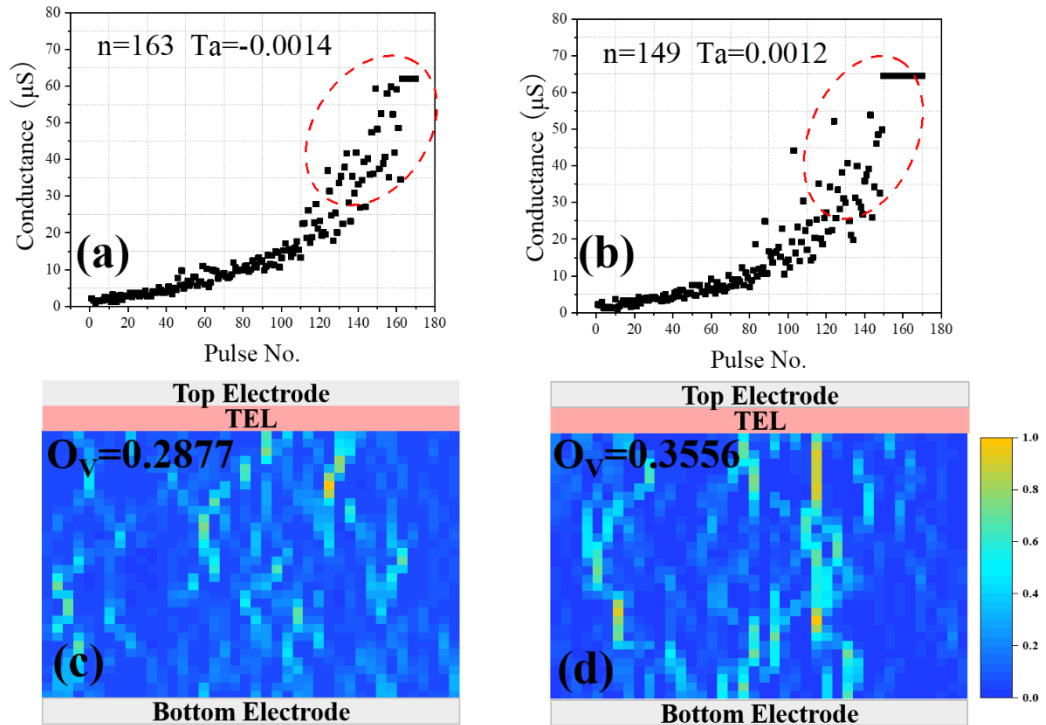 80
70
60
50
40
30
20
10
0
Conductance (μS)
n=163 Ta=-0.0014
(a)
0 20 40 60 80 100 120 140 160 180
Pulse No.
80
70
60
50
40
30
20
10
0
Conductance (μS)
n=149 Ta=0.0012
(b)
0 20 40 60 80 100 120 140 160 180
Pulse No.
Top Electrode
TEL
OV=0.2877
(c)
Bottom Electrode
Top Electrode
TEL
OV=0.3556
(d)
Bottom Electrode
1.0
0.8
0.6
0.4
0.2
0.0